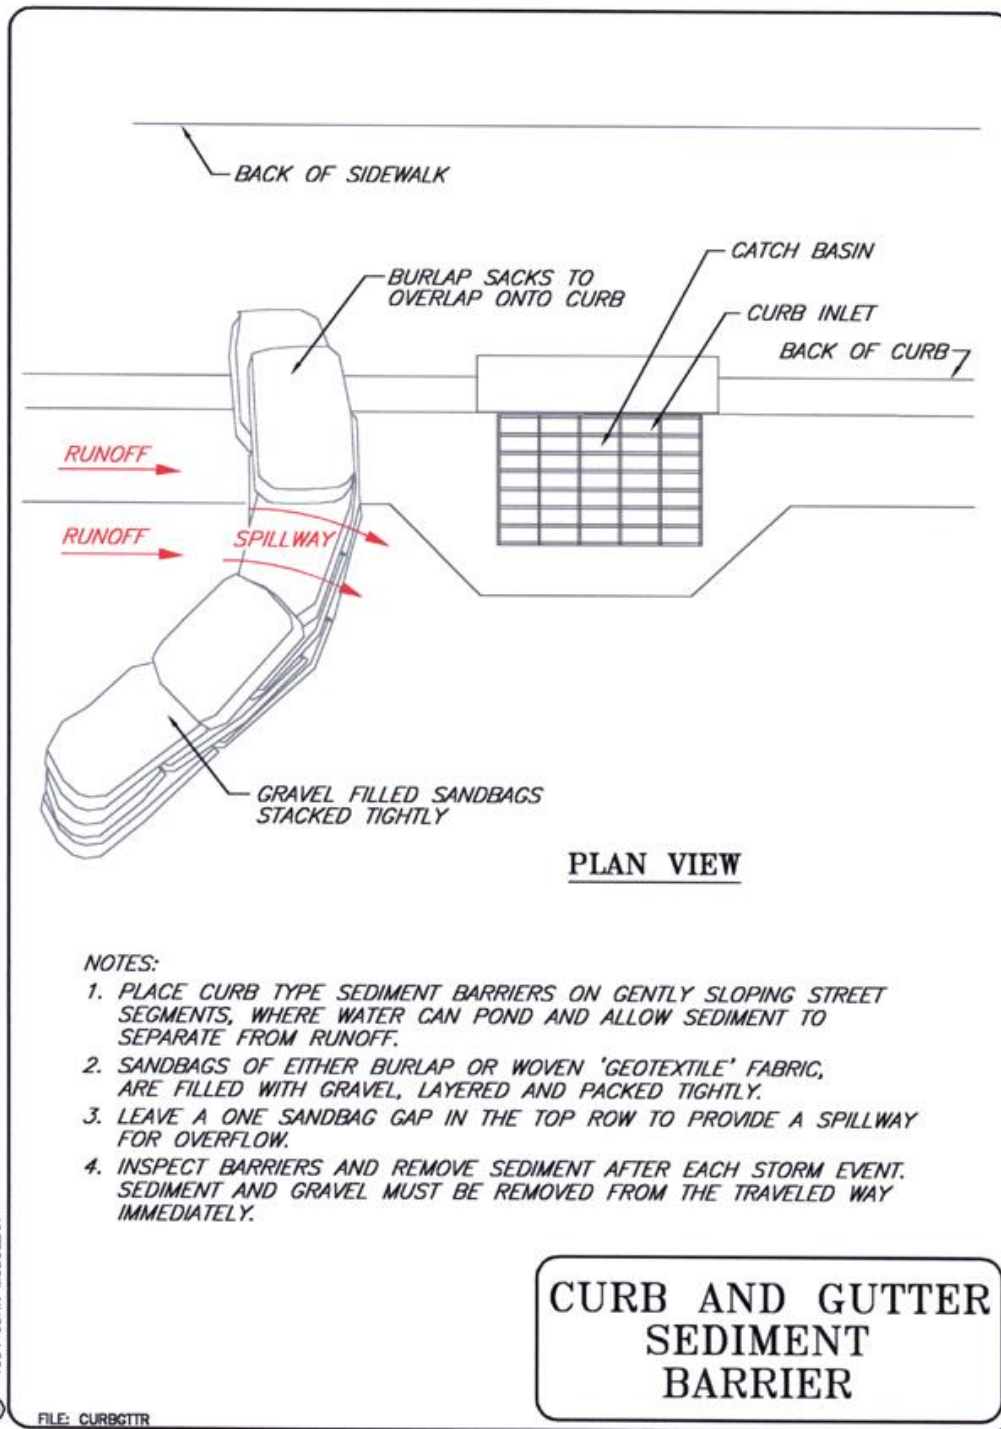 BACK OF SIDEWALK
CATCH BASIN
BURLAP SACKS TO
OVERLAP ONTO CURB
CURB INLET
BACK OF CURB
RUNOFF
RUNOFF
SPILLWAY
GRAVEL FILLED SANDBAGS
STACKED TIGHTLY
PLAN VIEW
NOTES:
1. PLACE CURB TYPE SEDIMENT BARRIERS ON GENTLY SLOPING STREET
SEGMENTS, WHERE WATER CAN POND AND ALLOW SEDIMENT TO
SEPARATE FROM RUNOFF.
2. SANDBAGS OF EITHER BURLAP OR WOVEN 'GEOTEXTILE' FABRIC,
ARE FILLED WITH GRAVEL, LAYERED AND PACKED TIGHTLY.
3. LEAVE A ONE SANDBAG GAP IN THE TOP ROW TO PROVIDE A SPILLWAY
FOR OVERFLOW.
4. INSPECT BARRIERS AND REMOVE SEDIMENT AFTER EACH STORM EVENT.
SEDIMENT AND GRAVEL MUST BE REMOVED FROM THE TRAVELED WAY
IMMEDIATELY.
CURB AND GUTTER
SEDIMENT
BARRIER
FILE: CURBGTTR